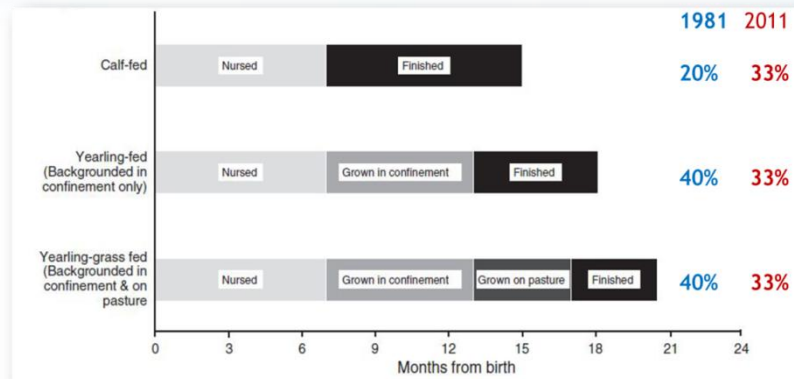 1981 2011
Calf-fed
Nursed
Finished
20% 33%
Yearling-fed
(Backgrounded in
confinement only)
Nursed
Grown in confinement
Finished
40% 33%
Yearling-grass fed
(Backgrounded in
confinement & on
pasture
Nursed
Grown in confinement
Grown on pasture
Finished
40% 33%
0 3 6 9 12 15 18 21 24
Months from birth